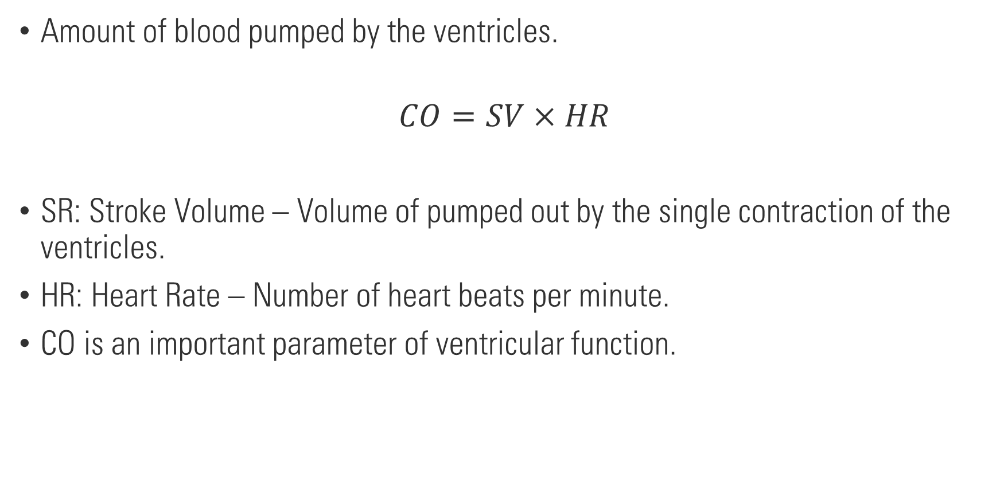 • Amount of blood pumped by the ventricles.
CO = SV × HR
• SR: Stroke Volume – Volume of pumped out by the single contraction of the
ventricles.
• HR: Heart Rate – Number of heart beats per minute.
• CO is an important parameter of ventricular function.